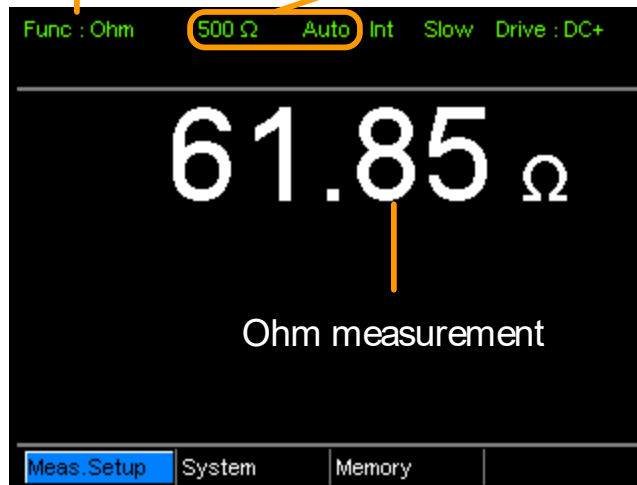 Func : Ohm 500 Ω Auto Int Slow Drive : DC+
61.85 Ω
Ohm measurement
Meas.Setup System Memory